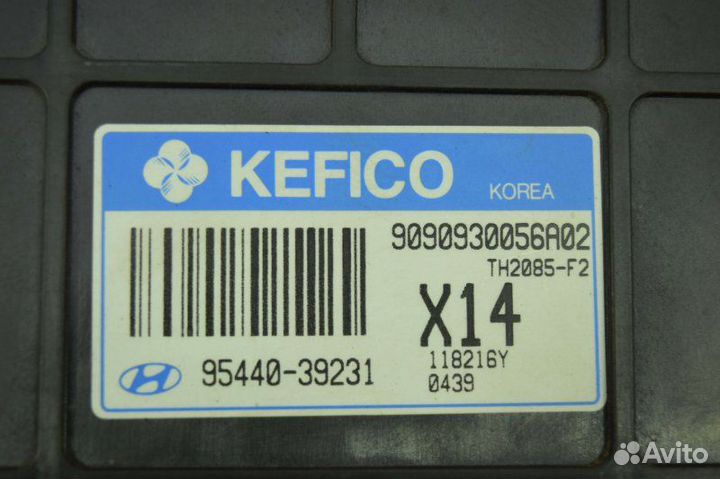 KEFICO KOREA
9090930056A02
TH2085-F2
X14
118216Y
95440-39231
0439
Avito